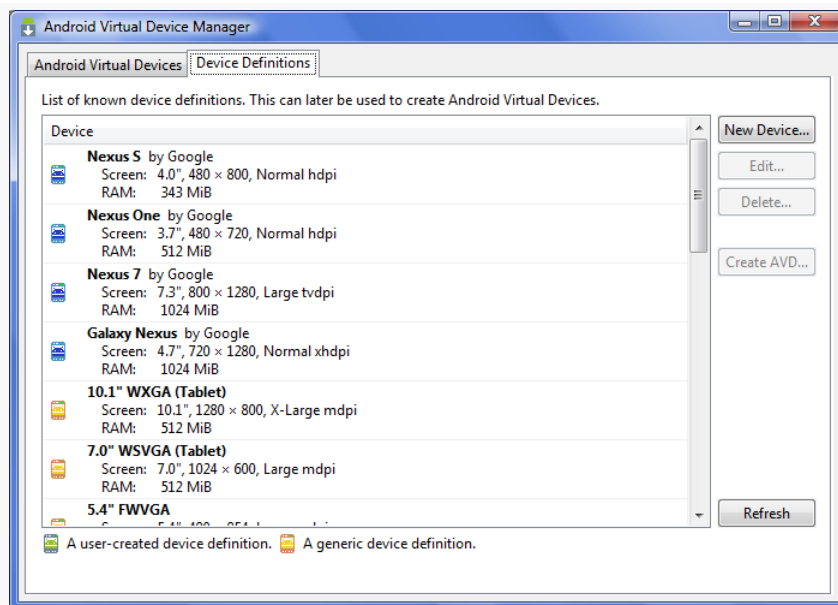 Android Virtual Device Manager
Android Virtual Devices
Device Definitions
List of known device definitions. This can later be used to create Android Virtual Devices.
Device
Nexus S by Google
Screen: 4.0", 480 × 800, Normal hdpi
RAM: 343 MiB
Nexus One by Google
Screen: 3.7", 480 × 720, Normal hdpi
RAM: 512 MiB
Nexus 7 by Google
Screen: 7.3", 800 × 1280, Large tvdpi
RAM: 1024 MiB
Galaxy Nexus by Google
Screen: 4.7", 720 × 1280, Normal xhdpi
RAM: 1024 MiB
10.1" WXGA (Tablet)
Screen: 10.1", 1280 × 800, X-Large mdpi
RAM: 512 MiB
7.0" WSVGA (Tablet)
Screen: 7.0", 1024 × 600, Large mdpi
RAM: 512 MiB
5.4" FWVGA
New Device...
Edit...
Delete...
Create AVD...
Refresh
A user-created device definition.
A generic device definition.